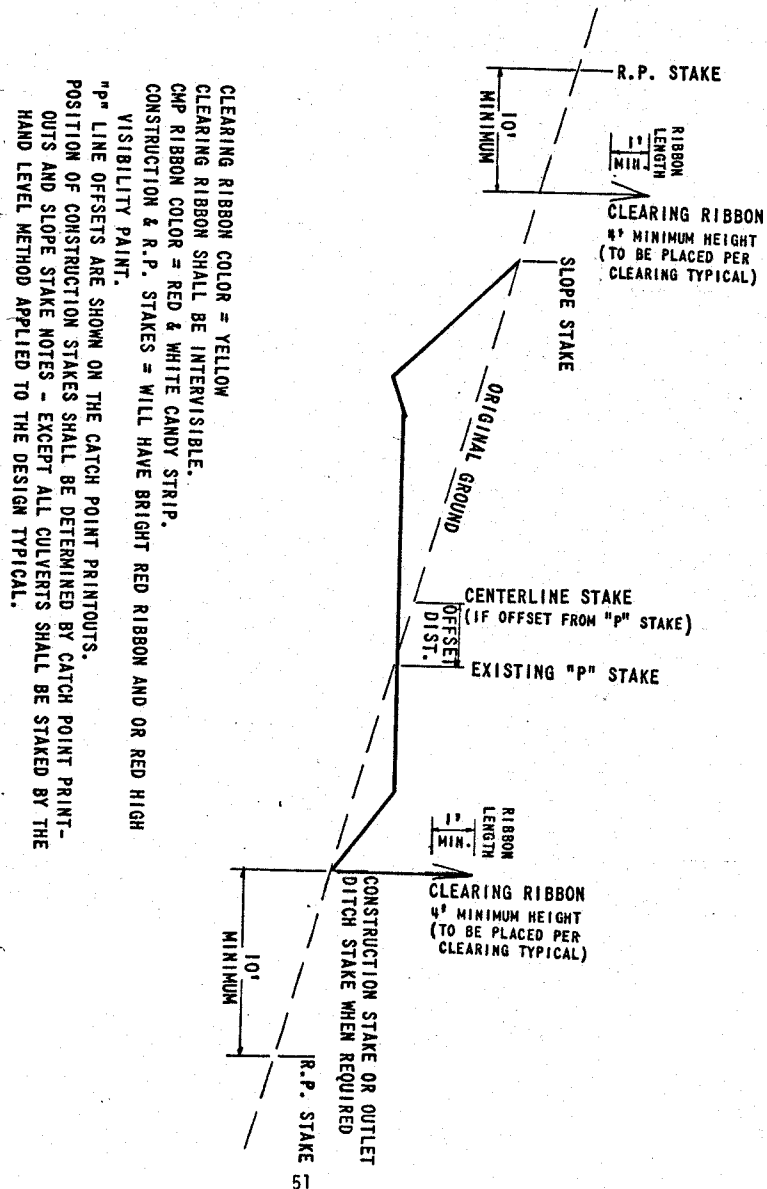 R.P. STAKE
10'
MINIMUM
RIBBON
LENGTH
1'
MIN.
CLEARING RIBBON
4' MINIMUM HEIGHT
(TO BE PLACED PER
CLEARING TYPICAL)
SLOPE STAKE
ORIGINAL GROUND
CENTERLINE STAKE
(IF OFFSET FROM "P" STAKE)
OFFSET
DIST.
EXISTING "P" STAKE
RIBBON
LENGTH
1'
MIN.
CLEARING RIBBON
4' MINIMUM HEIGHT
(TO BE PLACED PER
CLEARING TYPICAL)
CONSTRUCTION STAKE OR OUTLET
DITCH STAKE WHEN REQUIRED
10'
MINIMUM
R.P. STAKE
CLEARING RIBBON COLOR = YELLOW
CLEARING RIBBON SHALL BE INTERVISIBLE.
CMP RIBBON COLOR = RED & WHITE CANDY STRIP.
CONSTRUCTION & R.P. STAKES = WILL HAVE BRIGHT RED RIBBON AND OR RED HIGH
VISIBILITY PAINT.
"P" LINE OFFSETS ARE SHOWN ON THE CATCH POINT PRINTOUTS.
POSITION OF CONSTRUCTION STAKES SHALL BE DETERMINED BY CATCH POINT PRINT-
OUTS AND SLOPE STAKE NOTES - EXCEPT ALL CULVERTS SHALL BE STAKED BY THE
HAND LEVEL METHOD APPLIED TO THE DESIGN TYPICAL.
51